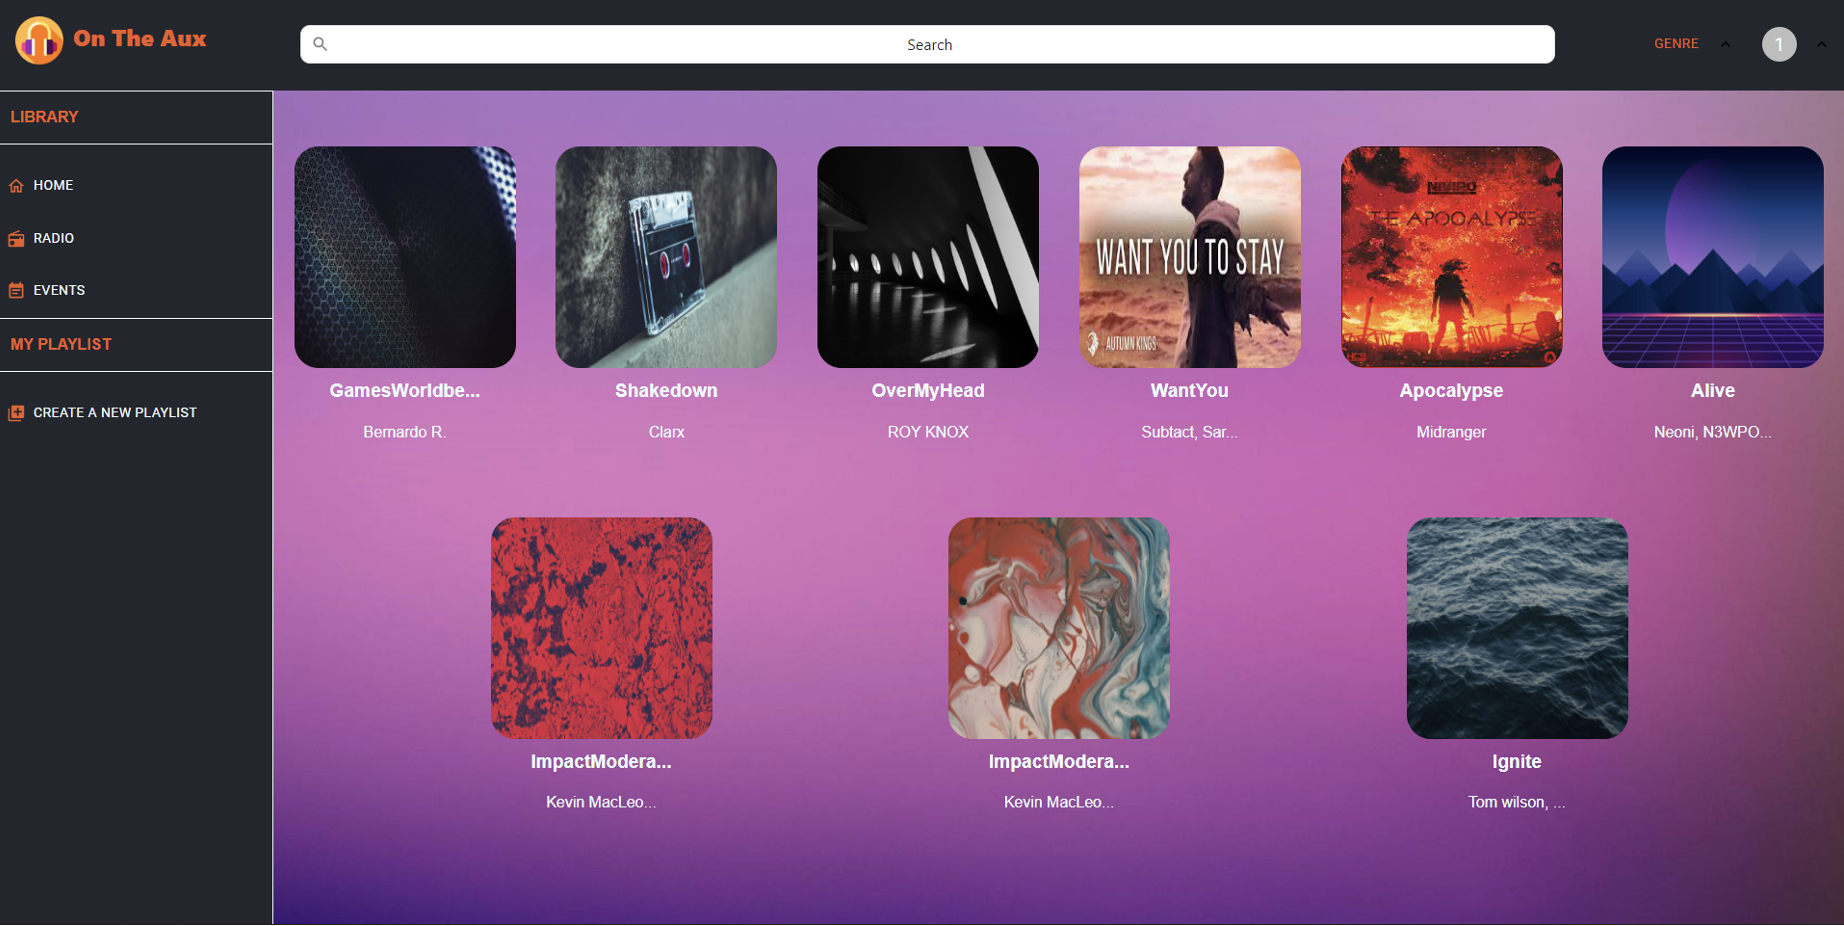 On The Aux
Search
GENRE
1
LIBRARY
HOME
RADIO
EVENTS
MY PLAYLIST
CREATE A NEW PLAYLIST
WANT YOU TO STAY
AUTUMN KINGS
THE APOCALYPSE
GamesWorldbe...
Shakedown
OverMyHead
WantYou
Apocalypse
Alive
Bernardo R.
Clarx
ROY KNOX
Subtact, Sar...
Midranger
Neoni, N3WPO...
ImpactModera...
ImpactModera...
Ignite
Kevin MacLeo...
Kevin MacLeo...
Tom wilson, ...